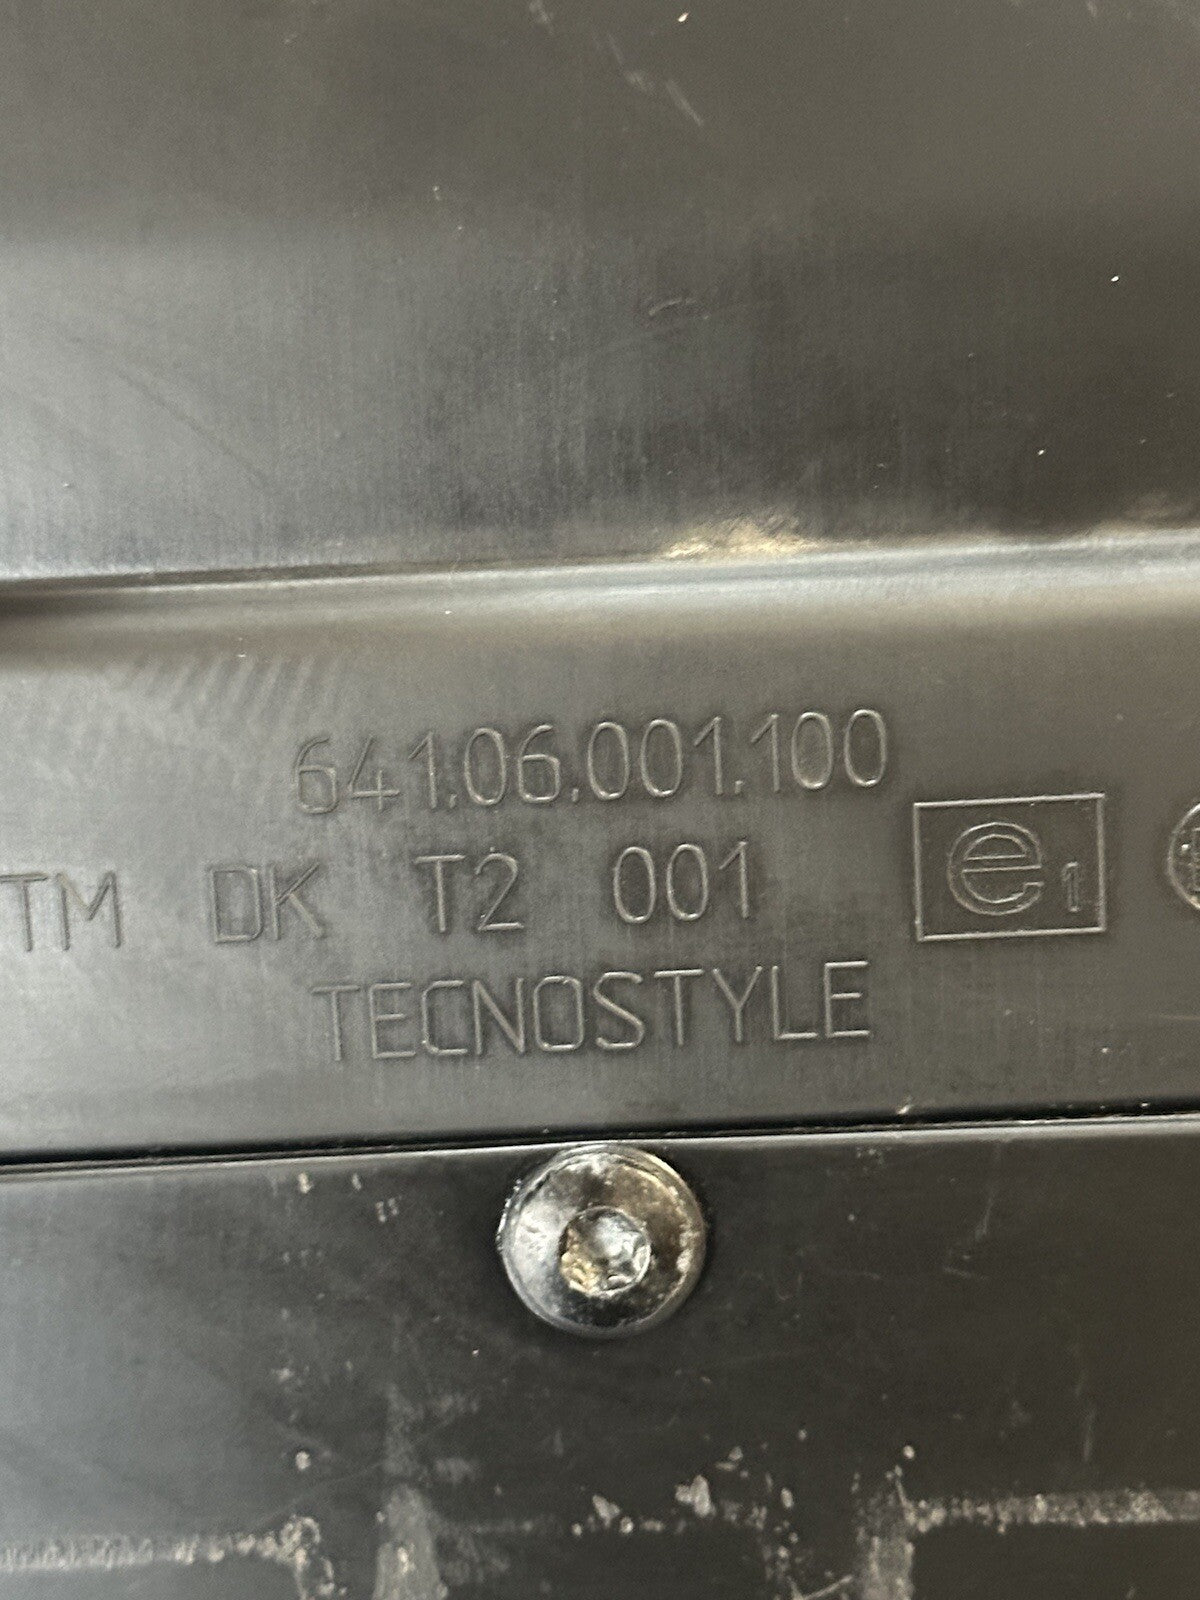 641.06.001.100
TM DK T2 001 e1
TECNOSTYLE